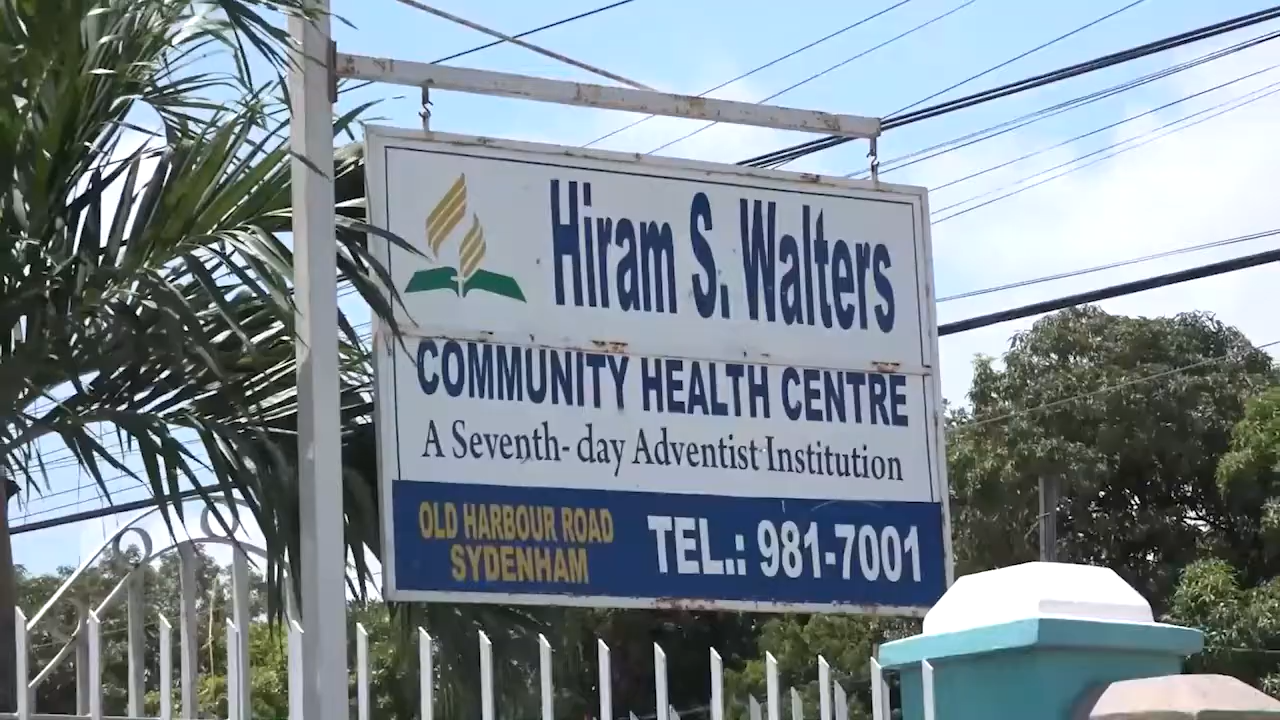 Hiram S. Walters
COMMUNITY HEALTH CENTRE
A Seventh-day Adventist Institution
OLD HARBOUR ROAD
SYDENHAM
TEL.: 981-7001